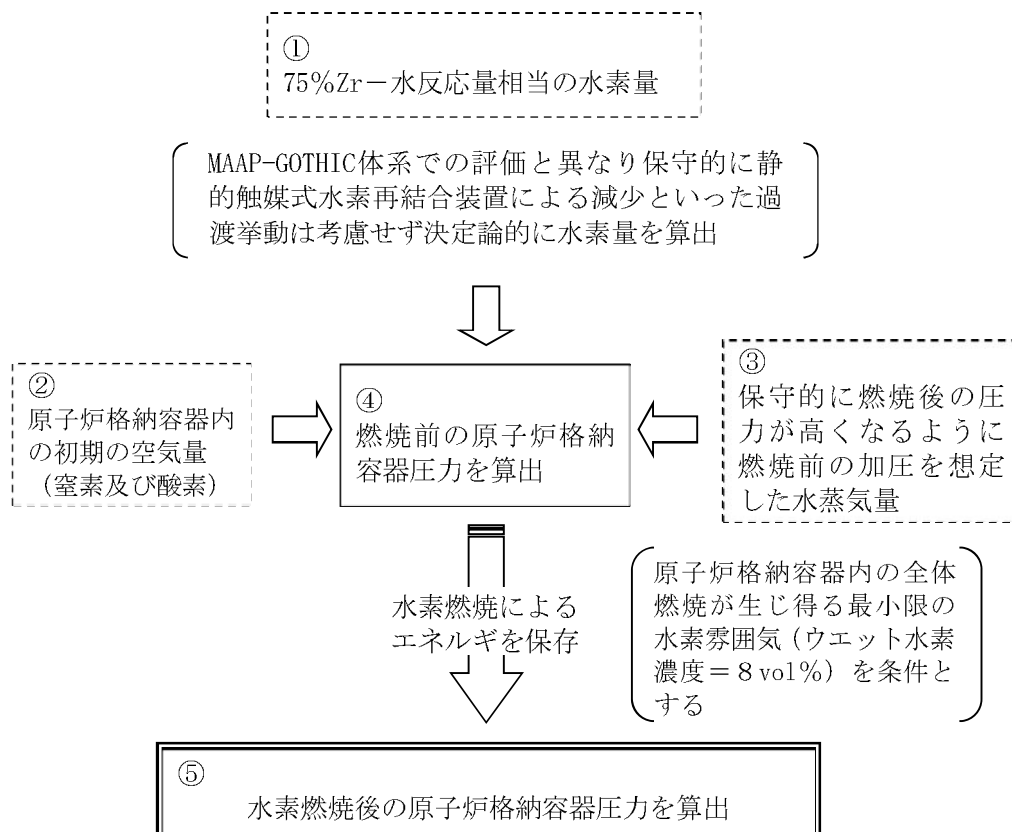 ①
75%Zr－水反応量相当の水素量
MAAP-GOTHIC体系での評価と異なり保守的に静
的触媒式水素再結合装置による減少といった過
渡挙動は考慮せず決定論的に水素量を算出
②
原子炉格納容器内
の初期の空気量
（窒素及び酸素）
④
燃焼前の原子炉格納
容器圧力を算出
③
保守的に燃焼後の圧
力が高くなるように
燃焼前の加圧を想定
した水蒸気量
水素燃焼による
エネルギを保存
原子炉格納容器内の全体
燃焼が生じ得る最小限の
水素雰囲気（ウエット水素
濃度＝８vol%）を条件と
する
⑤
水素燃焼後の原子炉格納容器圧力を算出